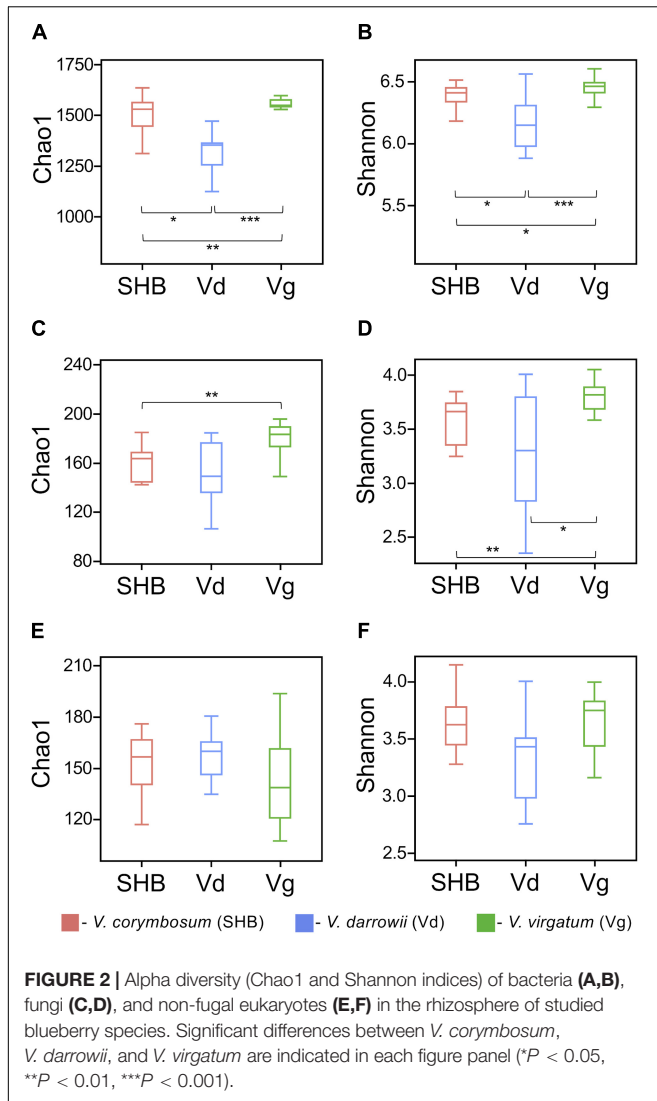 A
B
1750
1500
1250
1000
Chao1
* ***
**
SHB Vd Vg
6.5
6.0
5.5
Shannon
* ***
*
SHB Vd Vg
C
D
240
200
160
120
80
Chao1
**
SHB Vd Vg
4.0
3.5
3.0
2.5
Shannon
*
**
SHB Vd Vg
E
F
210
180
150
120
Chao1
SHB Vd Vg
4.0
3.5
3.0
2.5
Shannon
SHB Vd Vg
- V. corymbosum (SHB) - V. darrowii (Vd) - V. virgatum (Vg)
FIGURE 2 | Alpha diversity (Chao1 and Shannon indices) of bacteria (A,B),
fungi (C,D), and non-fugal eukaryotes (E,F) in the rhizosphere of studied
blueberry species. Significant differences between V. corymbosum,
V. darrowii, and V. virgatum are indicated in each figure panel (*P < 0.05,
**P < 0.01, ***P < 0.001).